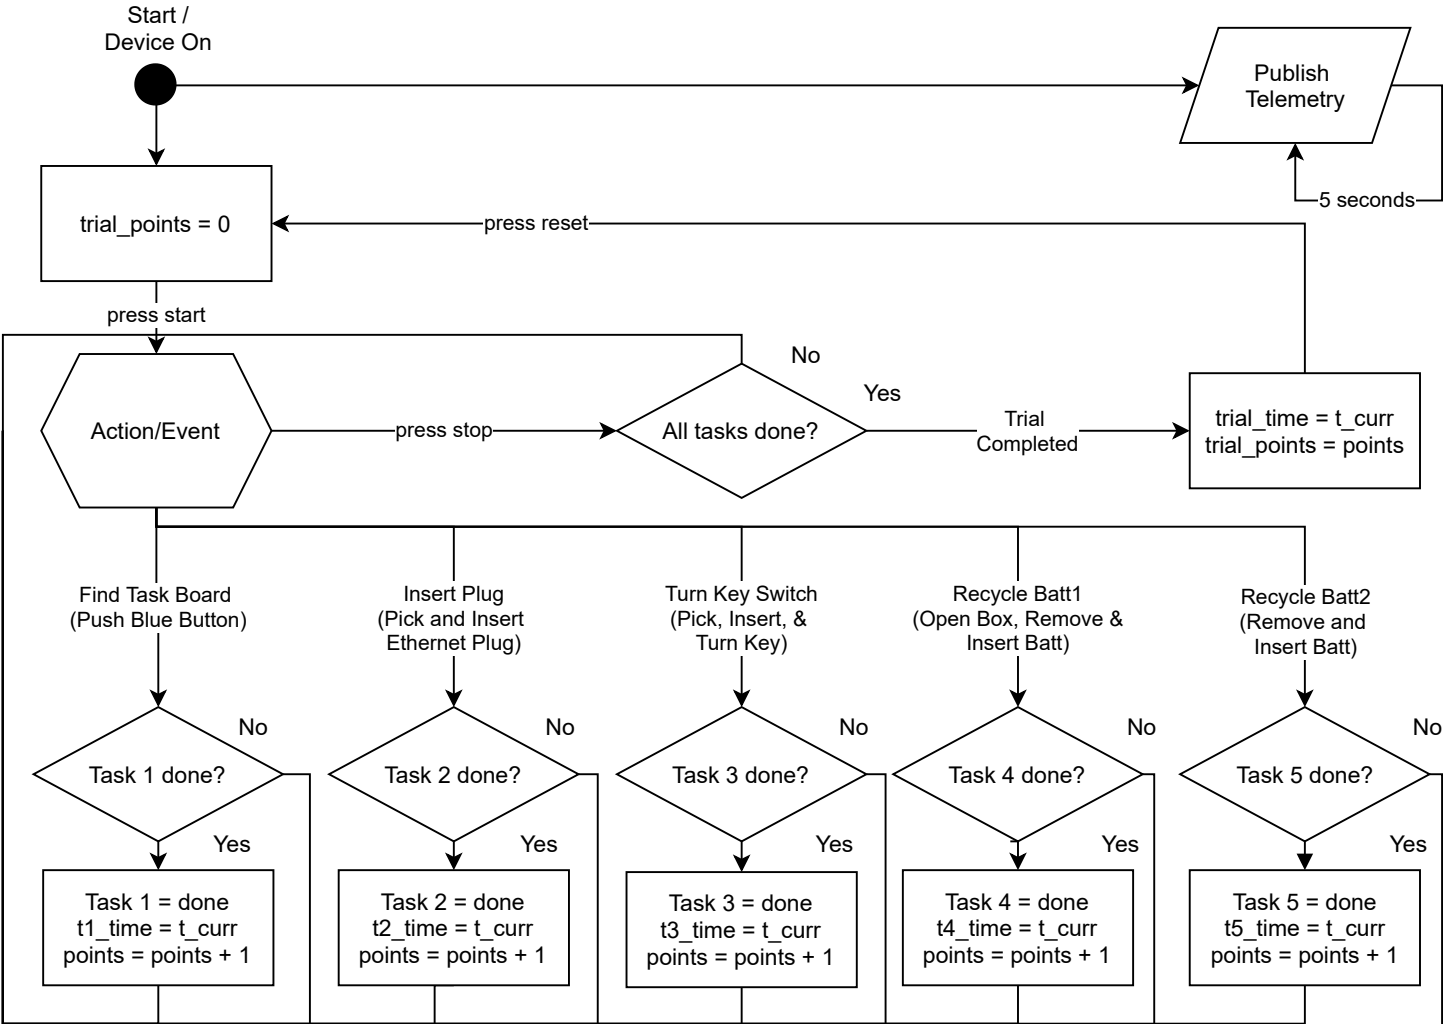 Start /
Device On
Publish
Telemetry
5 seconds
trial_points = 0
press reset
press start
No
Yes
Action/Event
press stop
All tasks done?
Trial
Completed
trial_time = t_curr
trial_points = points
Find Task Board
(Push Blue Button)
Insert Plug
(Pick and Insert
Ethernet Plug)
Turn Key Switch
(Pick, Insert, &
Turn Key)
Recycle Batt1
(Open Box, Remove &
Insert Batt)
Recycle Batt2
(Remove and
Insert Batt)
No
No
No
No
No
Task 1 done?
Task 2 done?
Task 3 done?
Task 4 done?
Task 5 done?
Yes
Yes
Yes
Yes
Yes
Task 1 = done
t1_time = t_curr
points = points + 1
Task 2 = done
t2_time = t_curr
points = points + 1
Task 3 = done
t3_time = t_curr
points = points + 1
Task 4 = done
t4_time = t_curr
points = points + 1
Task 5 = done
t5_time = t_curr
points = points + 1